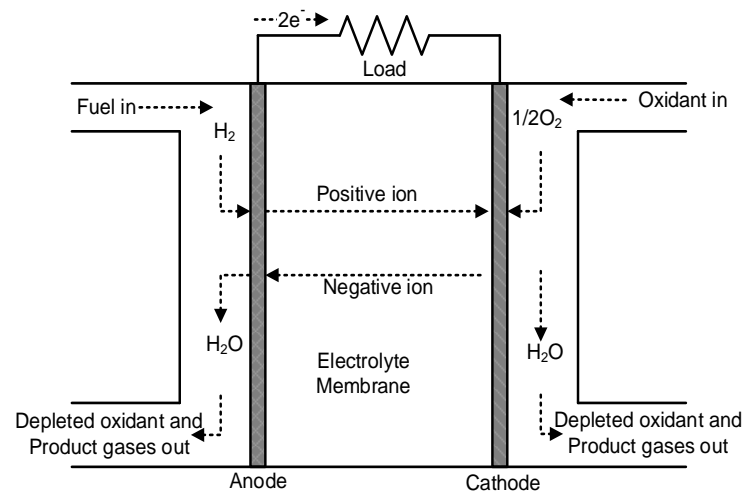 2e-
Load
Fuel in
Oxidant in
H2
1/2O2
Positive ion
Negative ion
H2O
H2O
Electrolyte
Membrane
Depleted oxidant and
Product gases out
Depleted oxidant and
Product gases out
Anode
Cathode